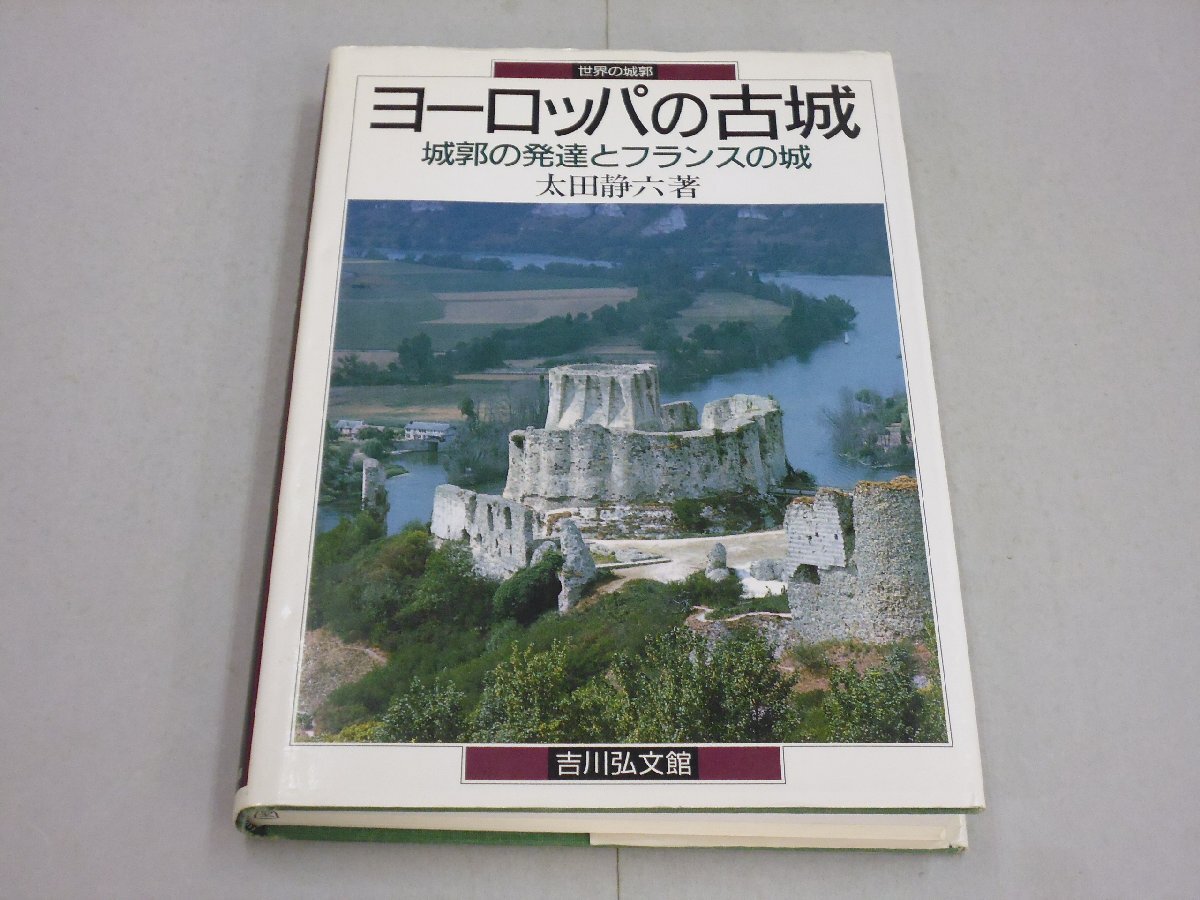 世界の城郭
ヨーロッパの古城
城郭の発達とフランスの城
太田静六著
吉川弘文館